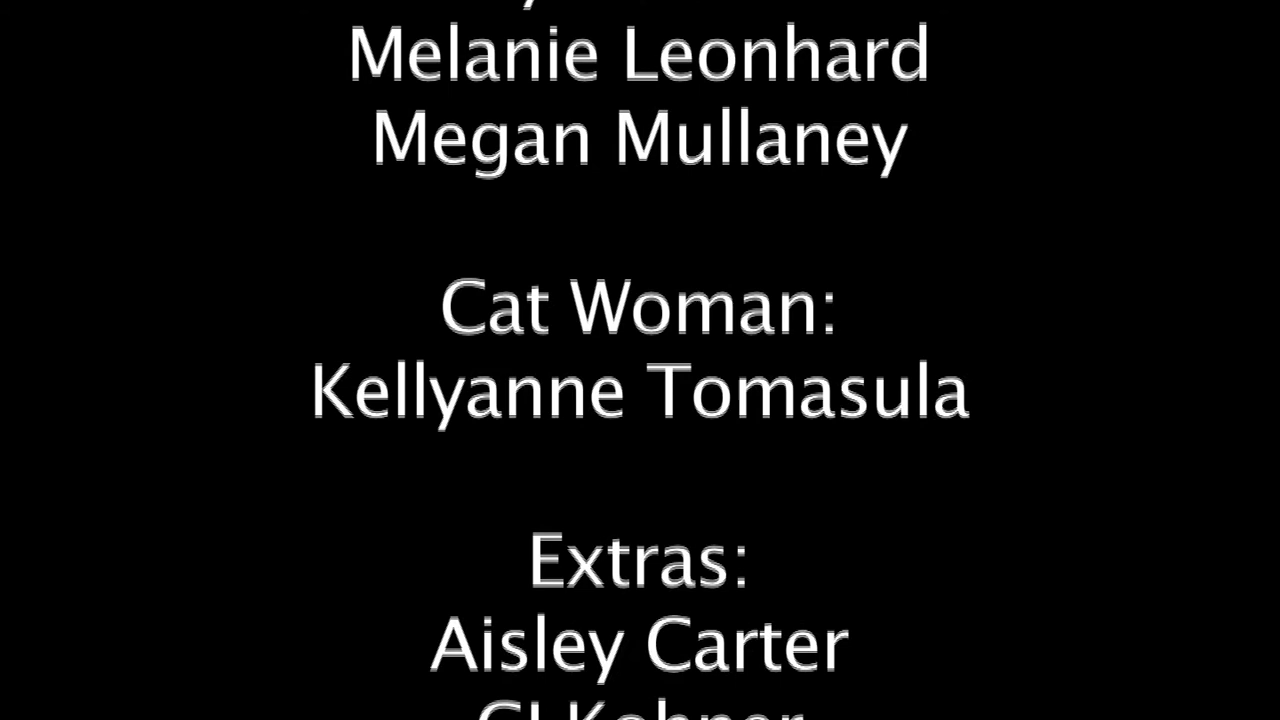 Melanie Leonhard
Megan Mullaney
Cat Woman:
Kellyanne Tomasula
Extras:
Aisley Carter